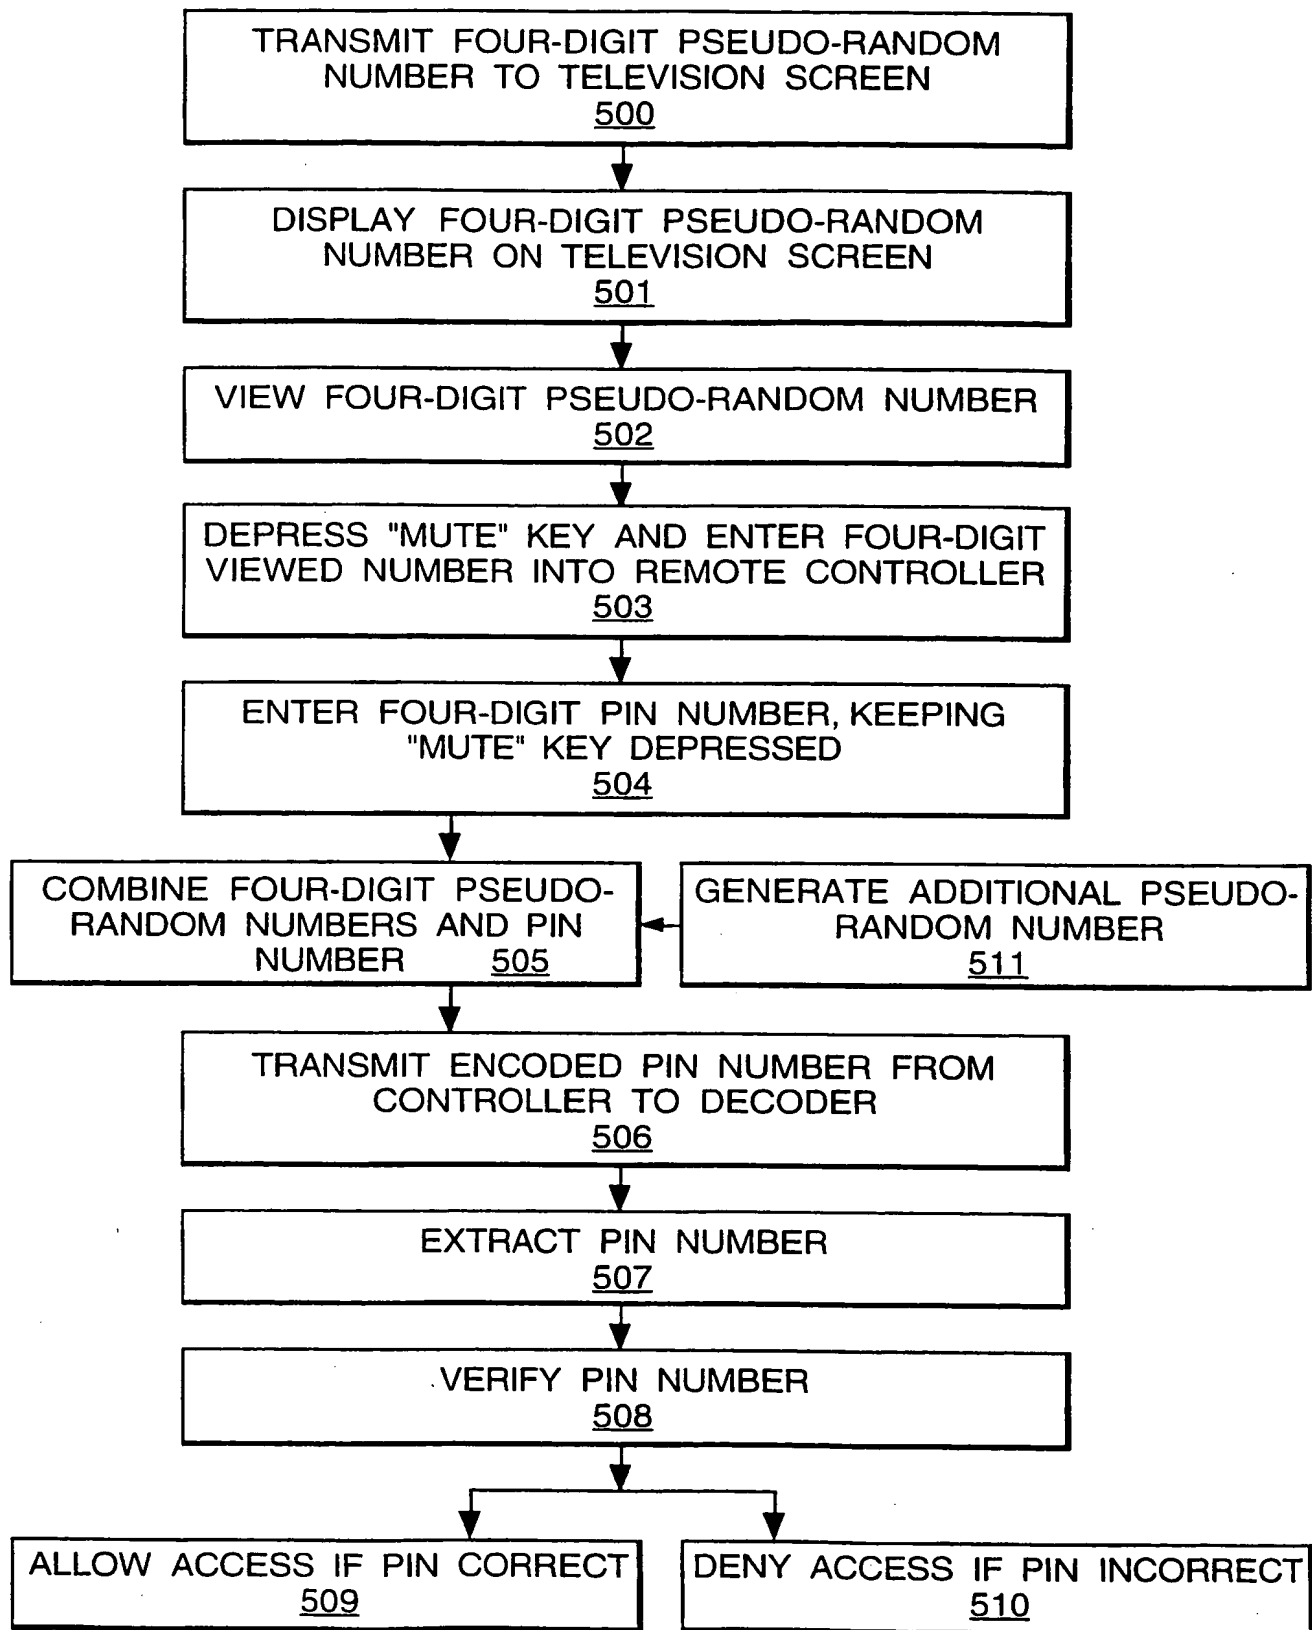 TRANSMIT FOUR-DIGIT PSEUDO-RANDOM
NUMBER TO TELEVISION SCREEN
500
DISPLAY FOUR-DIGIT PSEUDO-RANDOM
NUMBER ON TELEVISION SCREEN
501
VIEW FOUR-DIGIT PSEUDO-RANDOM NUMBER
502
DEPRESS "MUTE" KEY AND ENTER FOUR-DIGIT
VIEWED NUMBER INTO REMOTE CONTROLLER
503
ENTER FOUR-DIGIT PIN NUMBER, KEEPING
"MUTE" KEY DEPRESSED
504
COMBINE FOUR-DIGIT PSEUDO-
RANDOM NUMBERS AND PIN
NUMBER 505
GENERATE ADDITIONAL PSEUDO-
RANDOM NUMBER
511
TRANSMIT ENCODED PIN NUMBER FROM
CONTROLLER TO DECODER
506
EXTRACT PIN NUMBER
507
VERIFY PIN NUMBER
508
ALLOW ACCESS IF PIN CORRECT
509
DENY ACCESS IF PIN INCORRECT
510